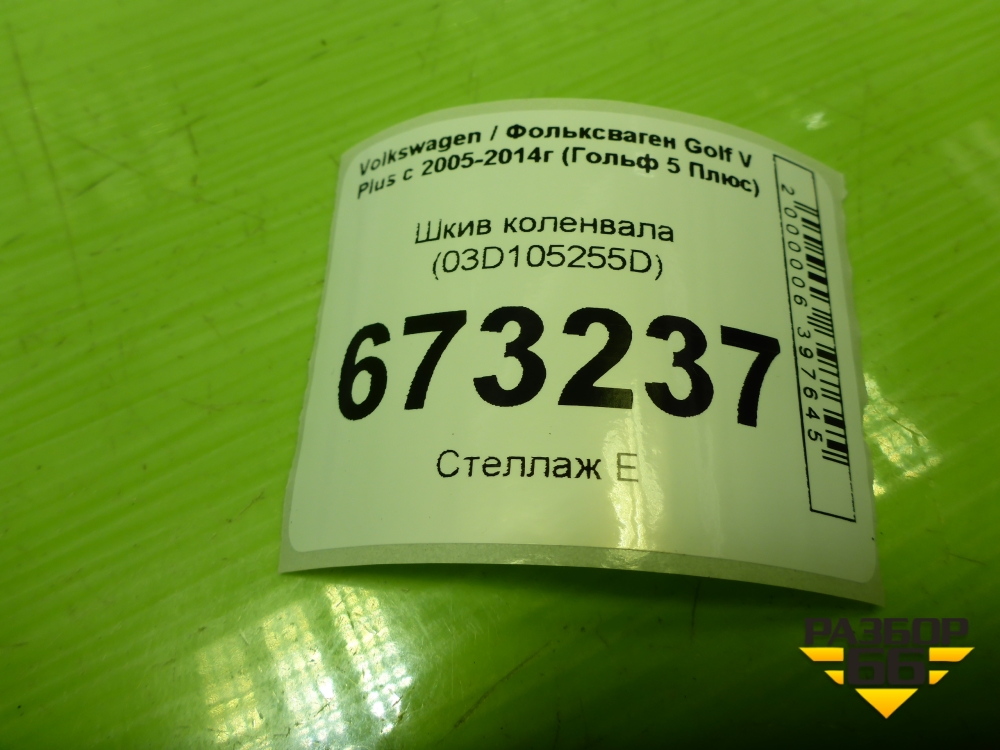 Volkswagen / Фольксваген Golf V
Plus с 2005-2014г (Гольф 5 Плюс)
Шкив коленвала
(03D105255D)
673237
Стеллаж Е
2000006397645
РАЗБОР
66